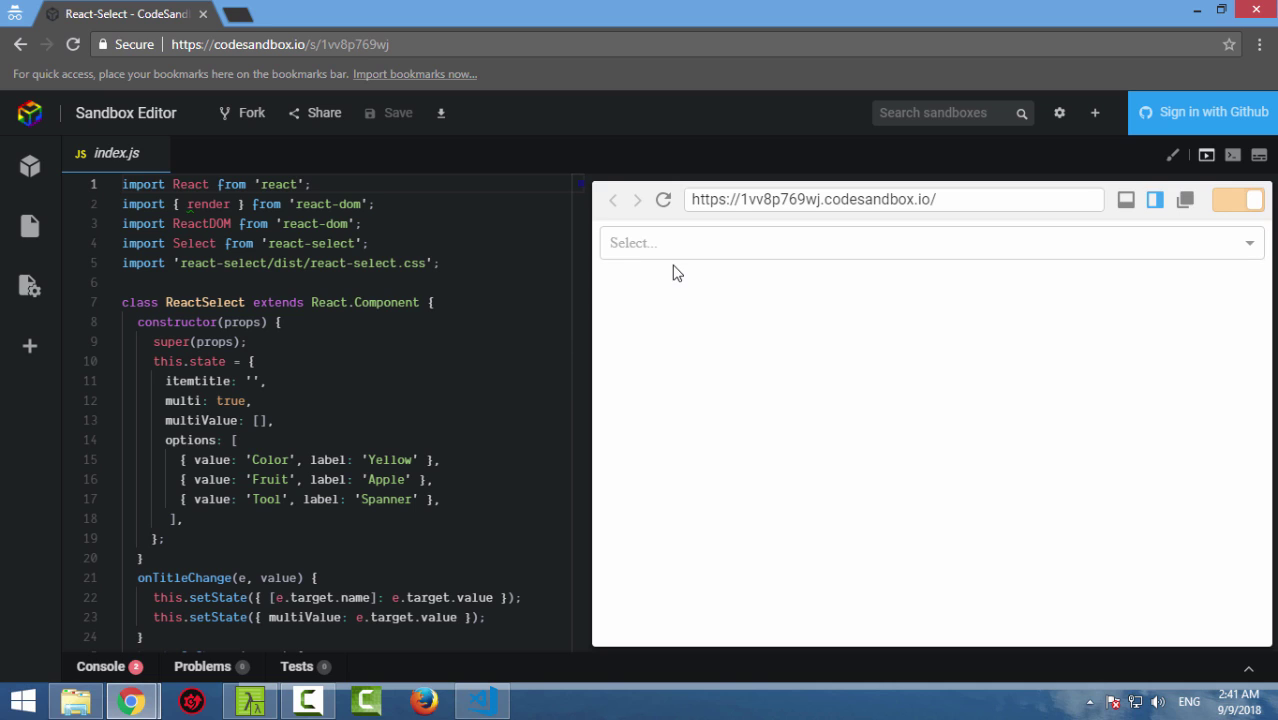 React-Select - CodeSand
Secure https://codesandbox.io/s/1vv8p769wj
For quick access, place your bookmarks here on the bookmarks bar. Import bookmarks now...
Sandbox Editor Fork Share Save Search sandboxes Sign in with Github
JS index.js
https://1vv8p769wj.codesandbox.io/
Select...
1 import React from 'react';
2 import { render } from 'react-dom';
3 import ReactDOM from 'react-dom';
4 import Select from 'react-select';
5 import 'react-select/dist/react-select.css';
6
7 class ReactSelect extends React.Component {
8 constructor(props) {
9 super(props);
10 this.state = {
11 itemtitle: '',
12 multi: true,
13 multiValue: [],
14 options: [
15 { value: 'Color', label: 'Yellow' },
16 { value: 'Fruit', label: 'Apple' },
17 { value: 'Tool', label: 'Spanner' },
18 ],
19 };
20 }
21 onTitleChange(e, value) {
22 this.setState({ [e.target.name]: e.target.value });
23 this.setState({ multiValue: e.target.value });
24 }
Console 2 Problems 0 Tests 0
ENG
2:41 AM
9/9/2018